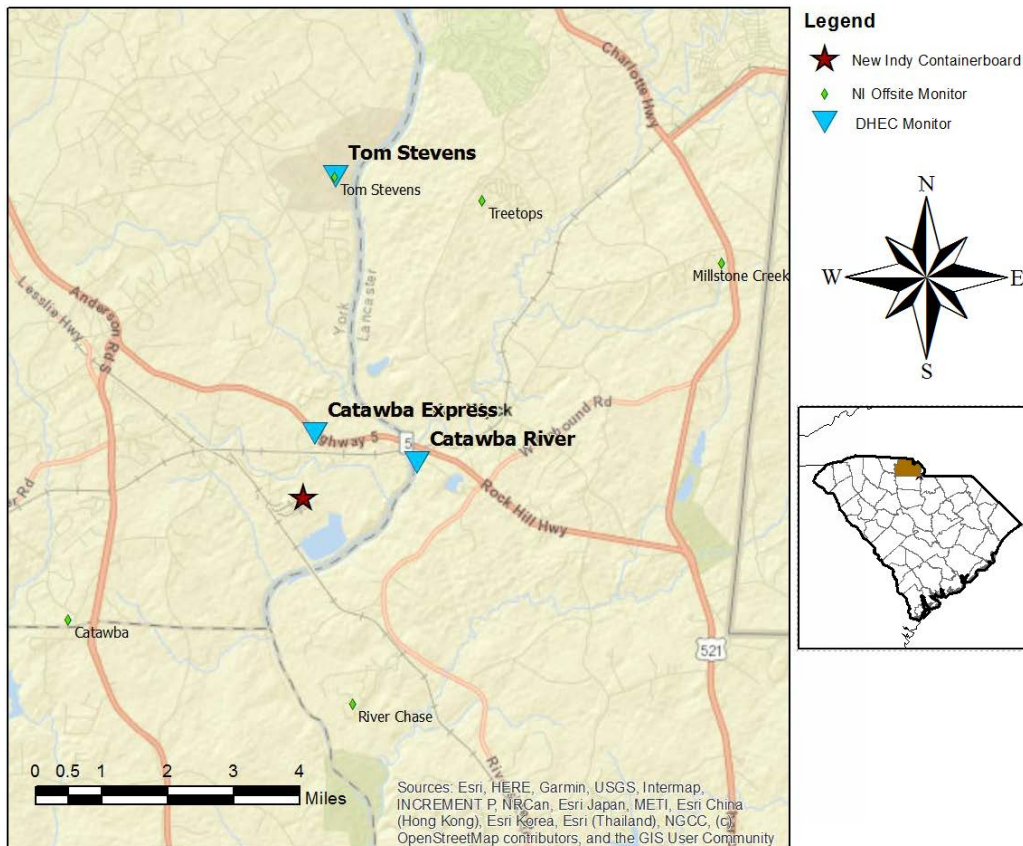 Legend
New Indy Containerboard
NI Offsite Monitor
DHEC Monitor
N
W
E
S
Charlotte Hwy
Tom Stevens
Tom Stevens
Treetops
Millstone Creek
Lesslie Hwy
Anderson Rd S
York
Lancaster
Catawba Express
ghway 5
5
Catawba River
Rd
Rock Hill Hwy
Catawba
521
River Chase
0 0.5 1 2 3 4
Miles
Sources: Esri, HERE, Garmin, USGS, Intermap,
INCREMENT P, NRCan, Esri Japan, METI, Esri China
(Hong Kong), Esri Korea, Esri (Thailand), NGCC, (c)
OpenStreetMap contributors, and the GIS User Community